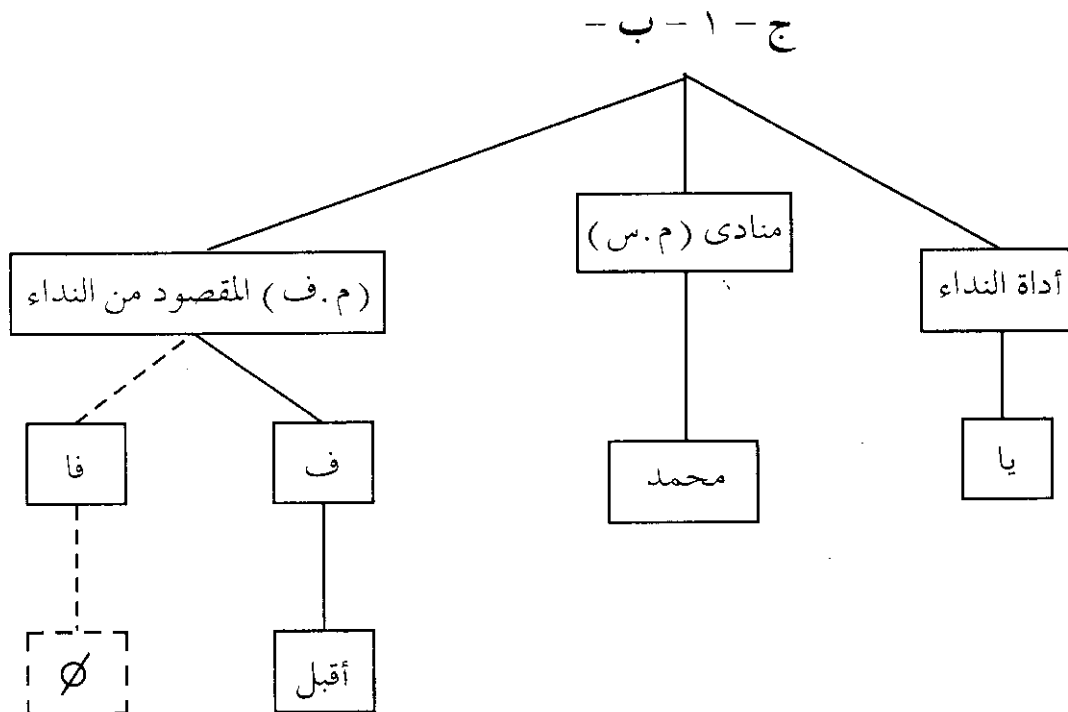 ج - ١ - ب -
أداة النداء
منادى (م.س)
(م.ف) المقصود من النداء
يا
محمد
ف
فا
أقبل
Ø